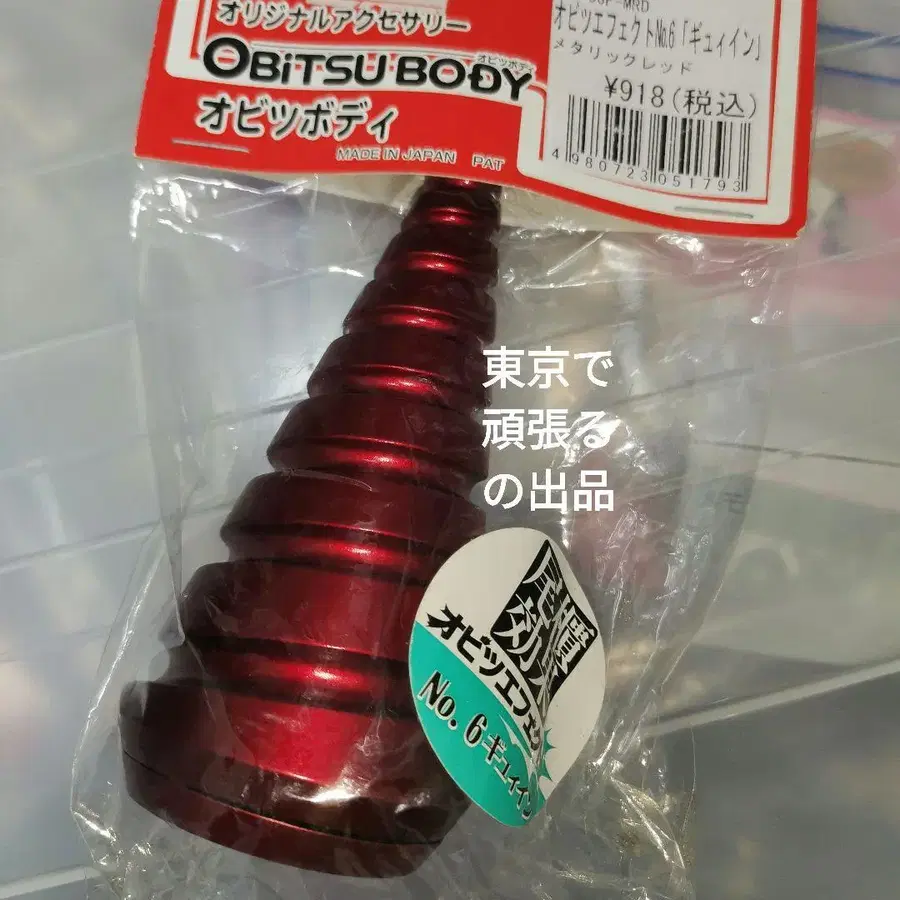 オリジナルアクセサリー
オビツボディ
OBiTSU BODY
オビツボディ
MADE IN JAPAN PAT
-MRD
オビツエフェクトNo.6「ギュィイン」
メタリックレッド
¥918(税込)
4 980723 051793
東京で
頑張る
の出品
オビツエフェク
No.6 ギュィイン